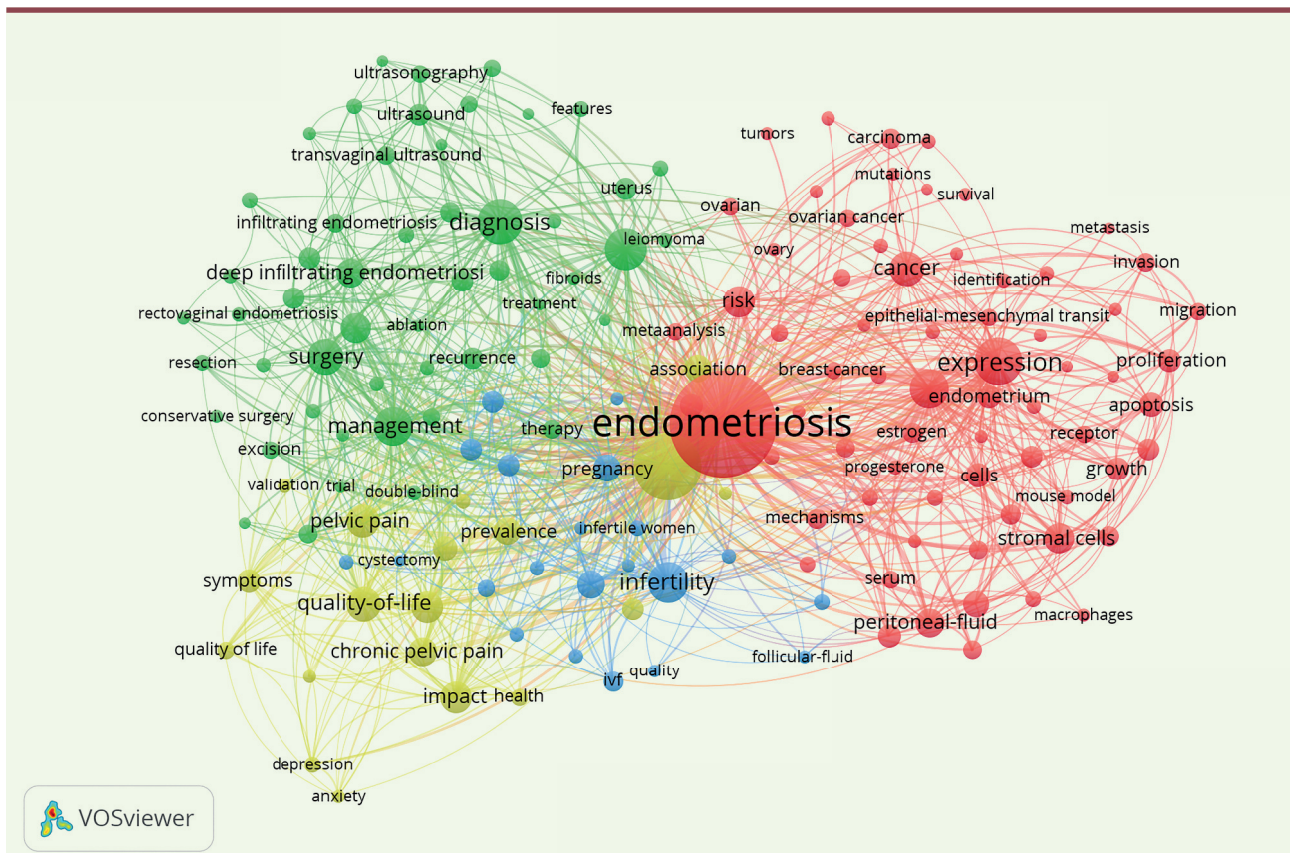 ultrasonography
ultrasound
features
transvaginal ultrasound
tumors
carcinoma
mutations
survival
uterus
ovarian
ovarian cancer
infiltrating endometriosis
diagnosis
leiomyoma
ovary
metastasis
invasion
deep infiltrating endometriosi
fibroids
cancer
identification
treatment
risk
rectovaginal endometriosis
ablation
metaanalysis
epithelial-mesenchymal transit
migration
resection
surgery
recurrence
association
breast-cancer
expression
proliferation
endometrium
apoptosis
conservative surgery
management
therapy
endometriosis
estrogen
receptor
excision
pregnancy
progesterone
cells
growth
validation
trial
double-blind
mouse model
pelvic pain
prevalence
infertile women
mechanisms
stromal cells
cystectomy
symptoms
infertility
serum
quality-of-life
peritoneal-fluid
macrophages
quality of life
chronic pelvic pain
follicular-fluid
quality
ivf
impact
health
depression
anxiety
VOSviewer